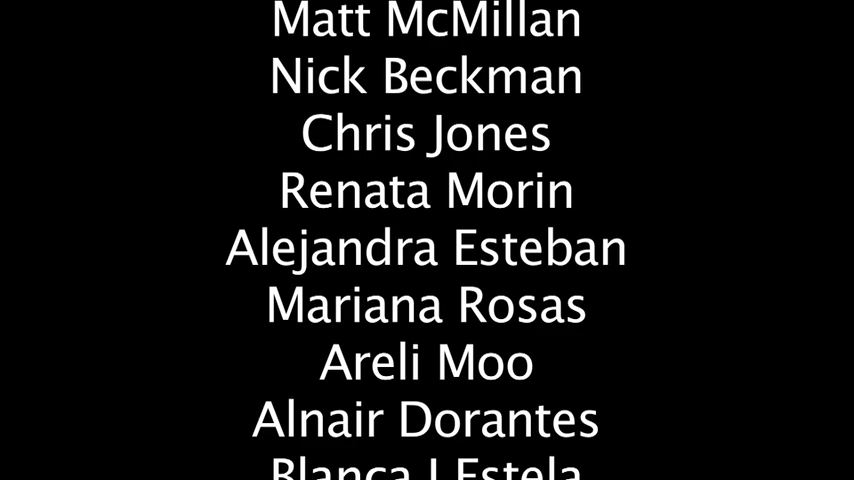 Matt McMillan
Nick Beckman
Chris Jones
Renata Morin
Alejandra Esteban
Mariana Rosas
Areli Moo
Alnair Dorantes
Blanca J Estela